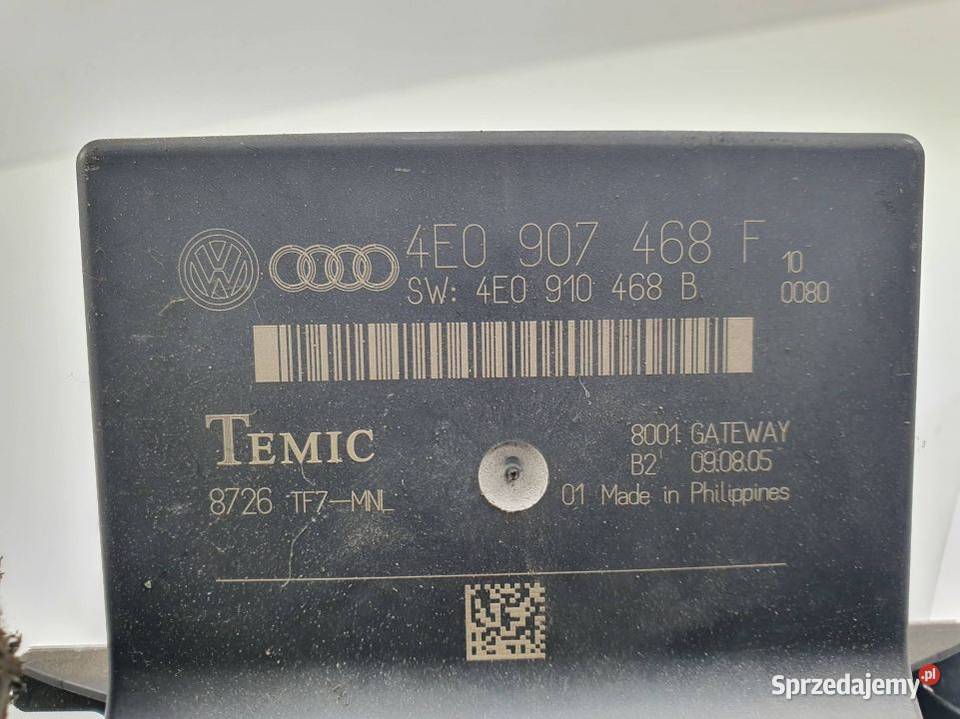 4E0 907 468 F 10
SW: 4E0 910 468 B 0080
TEMIC
8001 GATEWAY
B2 09.08.05
8726 TF7-MNL
01 Made in Philippines
Sprzedajemy.pl